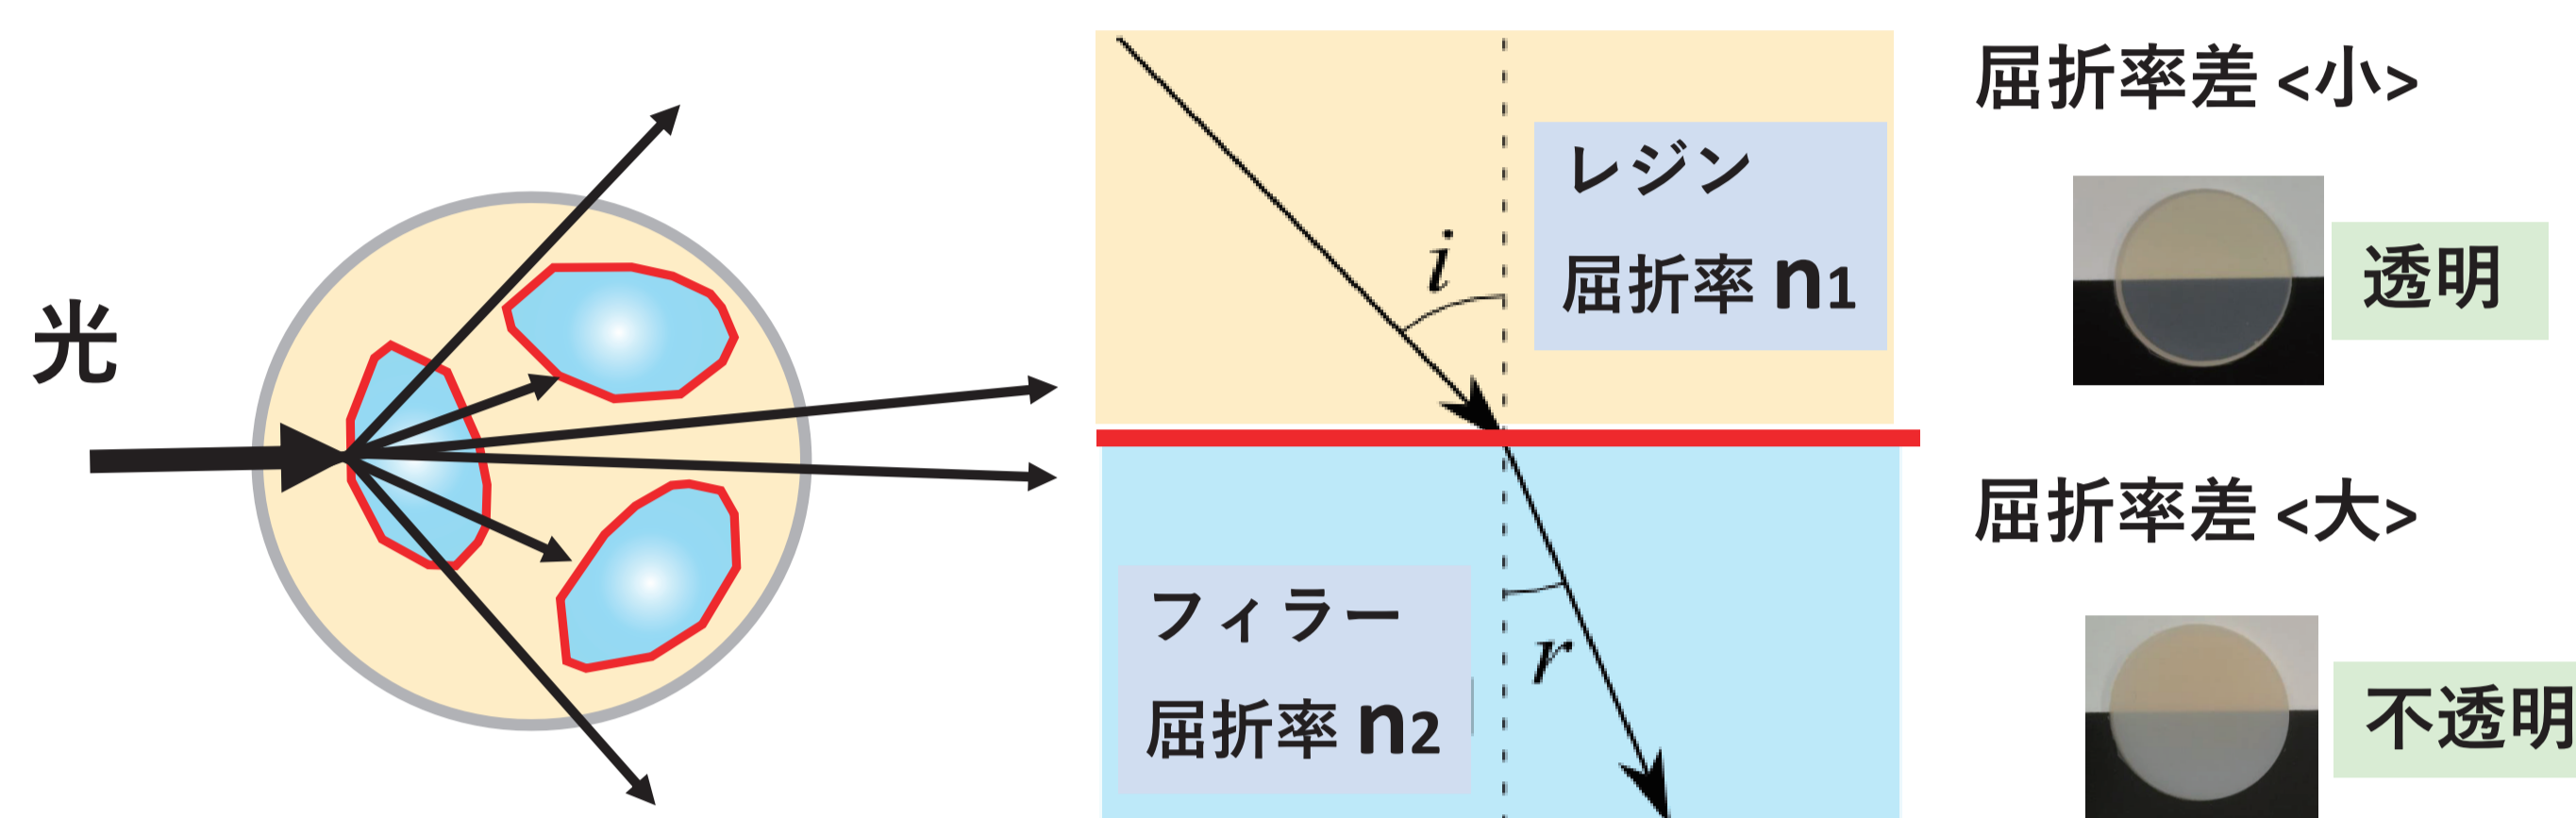 光
i
レジン
屈折率 n1
フィラー
屈折率 n2
r
屈折率差 <小>
透明
屈折率差 <大>
不透明